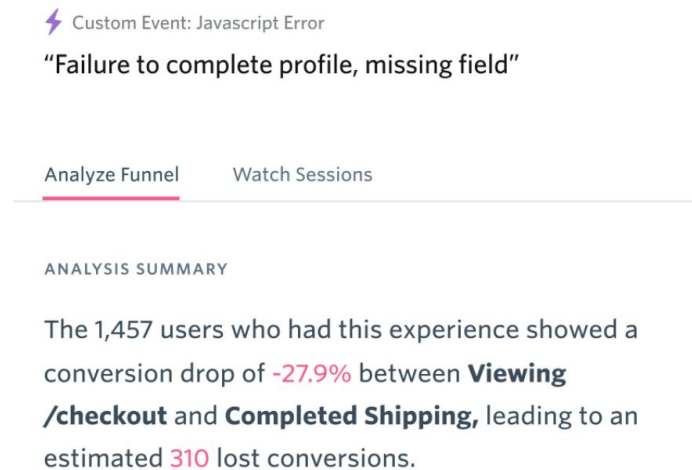 Custom Event: Javascript Error
“Failure to complete profile, missing field”
Analyze Funnel
Watch Sessions
ANALYSIS SUMMARY
The 1,457 users who had this experience showed a
conversion drop of -27.9% between Viewing
/checkout and Completed Shipping, leading to an
estimated 310 lost conversions.